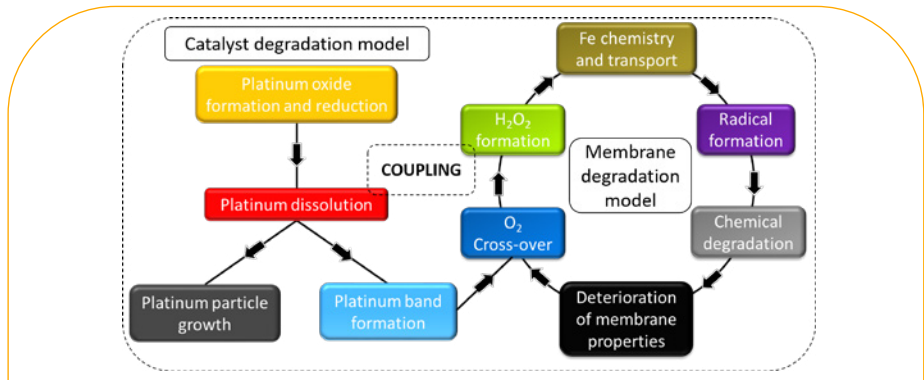 Catalyst degradation model
Platinum oxide
formation and reduction
Platinum dissolution
Platinum particle
growth
Platinum band
formation
COUPLING
Fe chemistry
and transport
H₂O₂
formation
Radical
formation
Membrane
degradation
model
O₂
Cross-over
Chemical
degradation
Deterioration
of membrane
properties